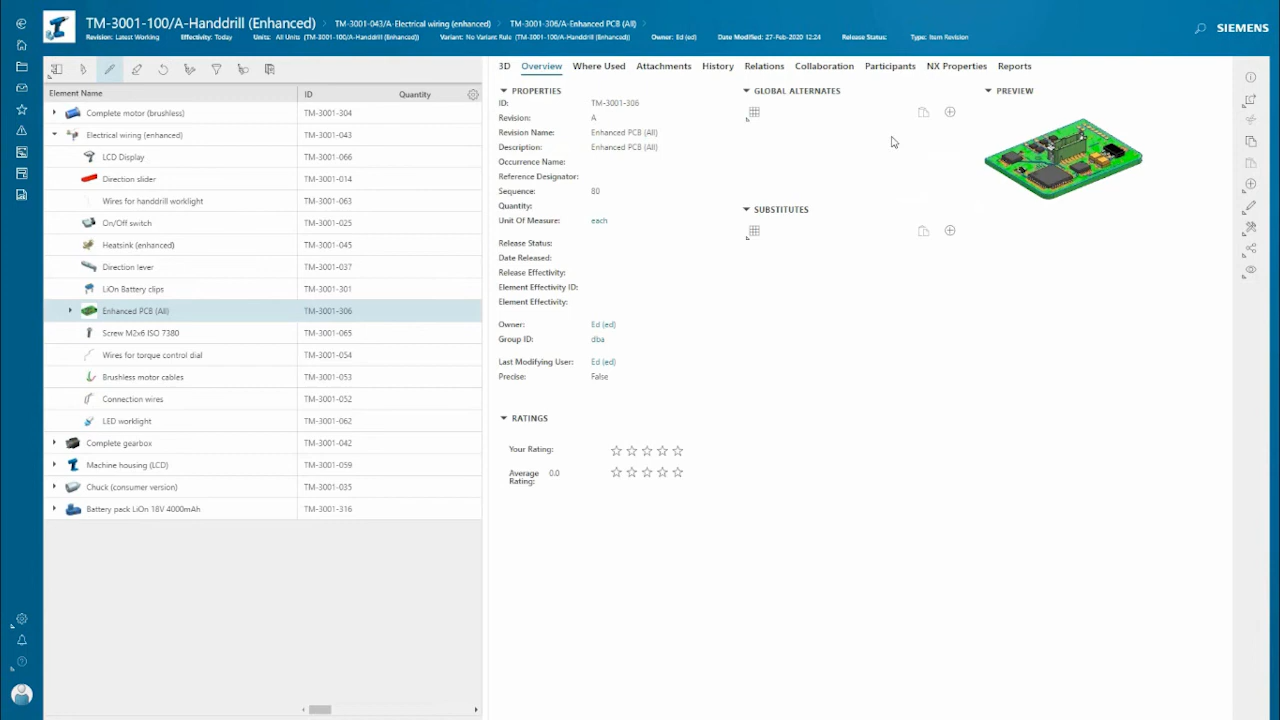 TM-3001-100/A-Handdrill (Enhanced) TM-3001-043/A-Electrical wiring (enhanced) TM-3001-306/A-Enhanced PCB (All)
Revision: Latest Working Effectivity: Today Units: All Units (TM-3001-100/A-Handdrill (Enhanced)) Variant: No Variant Rule (TM-3001-100/A-Handdrill (Enhanced)) Owner: Ed (ed) Date Modified: 27-Feb-2020 12:24 Release Status: Type: Item Revision
SIEMENS
3D Overview Where Used Attachments History Relations Collaboration Participants NX Properties Reports
Element Name ID Quantity
Complete motor (brushless) TM-3001-304
Electrical wiring (enhanced) TM-3001-043
LCD Display TM-3001-066
Direction slider TM-3001-014
Wires for handdrill worklight TM-3001-063
On/Off switch TM-3001-025
Heatsink (enhanced) TM-3001-045
Direction lever TM-3001-037
LiOn Battery clips TM-3001-301
Enhanced PCB (All) TM-3001-306
Screw M2x6 ISO 7380 TM-3001-065
Wires for torque control dial TM-3001-054
Brushless motor cables TM-3001-053
Connection wires TM-3001-052
LED worklight TM-3001-062
Complete gearbox TM-3001-042
Machine housing (LCD) TM-3001-059
Chuck (consumer version) TM-3001-035
Battery pack LiOn 18V 4000mAh TM-3001-316
PROPERTIES
ID: TM-3001-306
Revision: A
Revision Name: Enhanced PCB (All)
Description: Enhanced PCB (All)
Occurrence Name:
Reference Designator:
Sequence: 80
Quantity:
Unit Of Measure: each
Release Status:
Date Released:
Release Effectivity:
Element Effectivity ID:
Element Effectivity:
Owner: Ed (ed)
Group ID: dba
Last Modifying User: Ed (ed)
Precise: False
RATINGS
Your Rating:
Average Rating: 0.0
GLOBAL ALTERNATES
SUBSTITUTES
PREVIEW